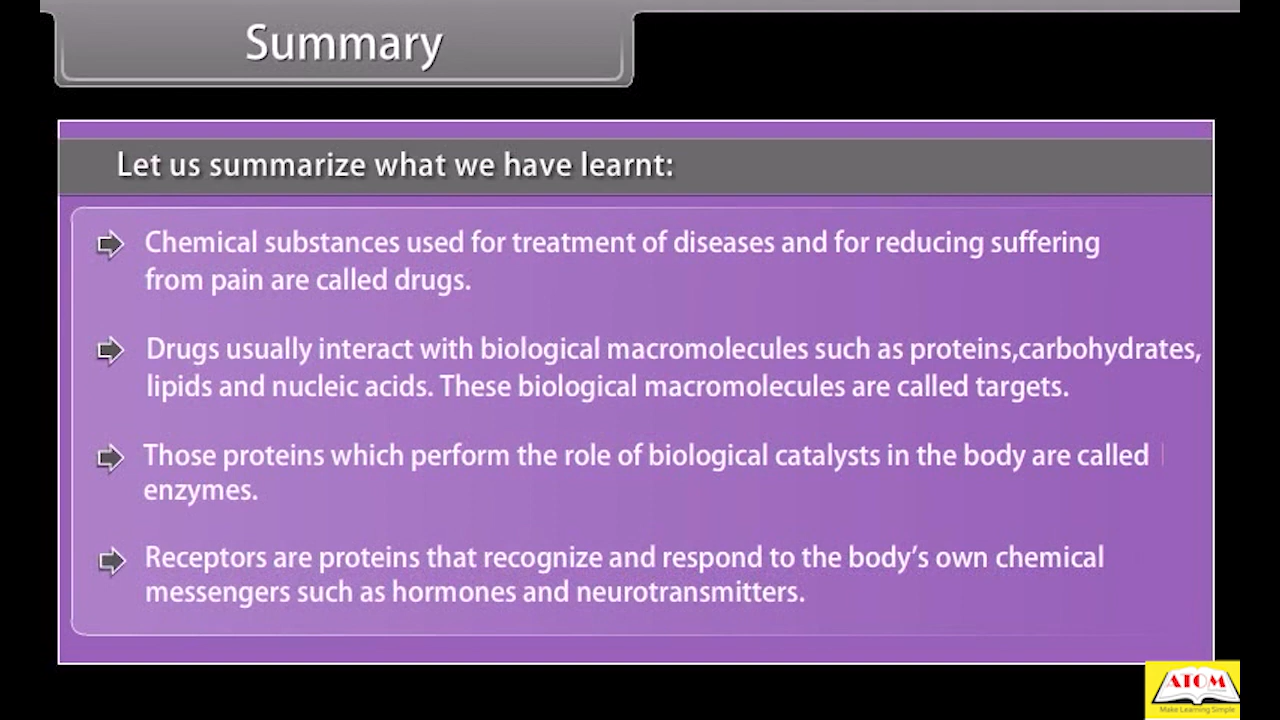 Summary
Let us summarize what we have learnt:
Chemical substances used for treatment of diseases and for reducing suffering
from pain are called drugs.
Drugs usually interact with biological macromolecules such as proteins,carbohydrates,
lipids and nucleic acids. These biological macromolecules are called targets.
Those proteins which perform the role of biological catalysts in the body are called
enzymes.
Receptors are proteins that recognize and respond to the body’s own chemical
messengers such as hormones and neurotransmitters.
ATOM
Make Learning Simple